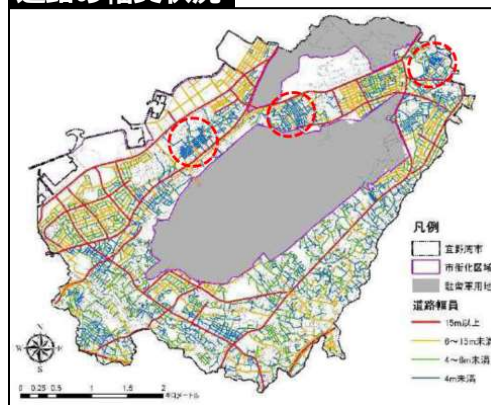 道路の幅員状況
凡例
宜野湾市
市街化区域
駐留軍用地
道路幅員
15m以上
6～15m未満
4～6m未満
4m未満
N
W E
S
0 0.25 0.5 1 1.5 2
キロメートル